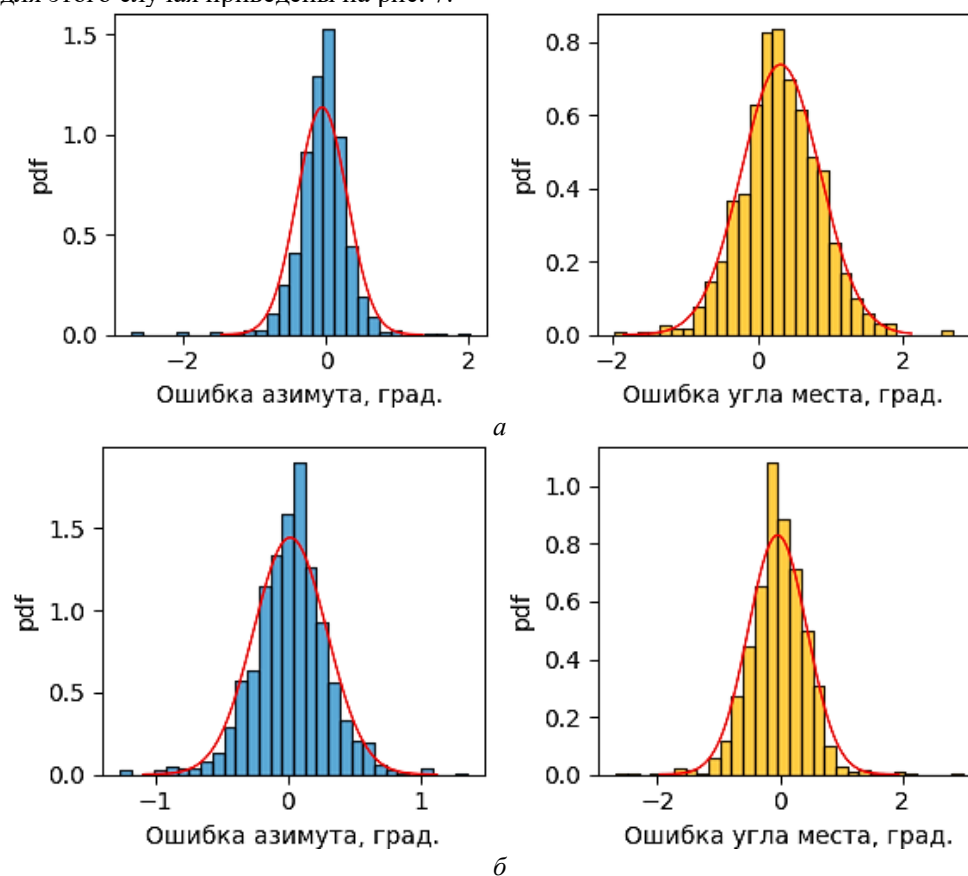 для этого случая приведены на рис. 7.
1.5
1.0
0.5
0.0
pdf
−2
0
2
Ошибка азимута, град.
0.8
0.6
0.4
0.2
0.0
pdf
−2
0
2
Ошибка угла места, град.
а
1.5
1.0
0.5
0.0
pdf
−1
0
1
Ошибка азимута, град.
1.0
0.8
0.6
0.4
0.2
0.0
pdf
−2
0
2
Ошибка угла места, град.
б